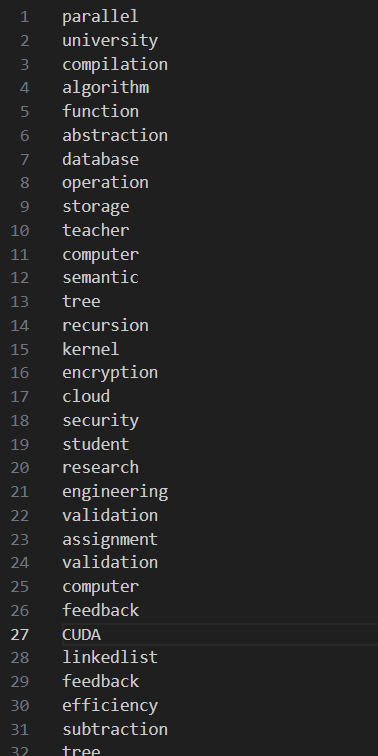 1 parallel
2 university
3 compilation
4 algorithm
5 function
6 abstraction
7 database
8 operation
9 storage
10 teacher
11 computer
12 semantic
13 tree
14 recursion
15 kernel
16 encryption
17 cloud
18 security
19 student
20 research
21 engineering
22 validation
23 assignment
24 validation
25 computer
26 feedback
27 CUDA
28 linkedlist
29 feedback
30 efficiency
31 subtraction
32 tree